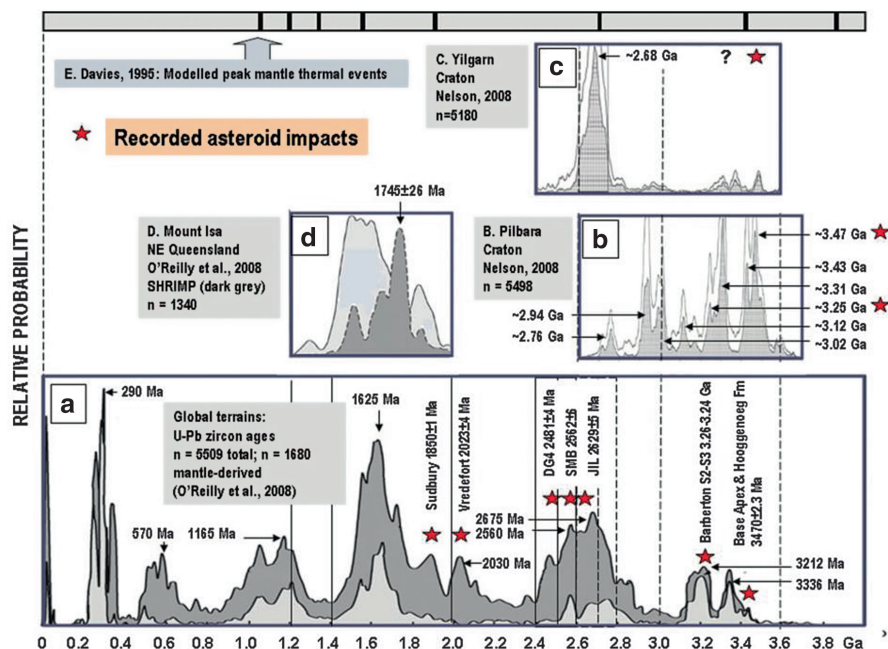 E. Davies, 1995: Modelled peak mantle thermal events
Recorded asteroid impacts
C. Yilgarn
Craton
Nelson, 2008
n=5180
c
~2.68 Ga
?
RELATIVE PROBABILITY
D. Mount Isa
NE Queensland
O'Reilly et al., 2008
SHRIMP (dark grey)
n = 1340
1745±26 Ma
d
B. Pilbara
Craton
Nelson, 2008
n = 5498
b
~3.47 Ga
~3.43 Ga
~3.31 Ga
~3.25 Ga
~3.12 Ga
~3.02 Ga
~2.94 Ga
~2.76 Ga
a
290 Ma
Global terrains:
U-Pb zircon ages
n = 5509 total; n = 1680
mantle-derived
(O'Reilly et al., 2008)
570 Ma
1165 Ma
1625 Ma
Sudbury 1850±1 Ma
Vredefort 2023±4 Ma
2675 Ma
2560 Ma
2030 Ma
DG4 2481±4 Ma
SMB 2562±6
JIL 2629±5 Ma
Barberton S2-S3 3.26-3.24 Ga
Base Apex & Hooggenoeg Fm
3470±2.3 Ma
3212 Ma
3336 Ma
0 0.2 0.4 0.6 0.8 1.0 1.2 1.4 1.6 1.8 2.0 2.2 2.4 2.6 2.8 3.0 3.2 3.4 3.6 3.8 Ga